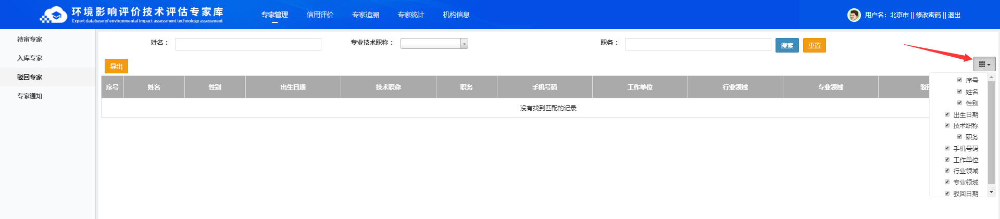 环境影响评价技术评估专家库
Expert database of environmental impact assessment technology assessment
专家管理 信用评价 专家追溯 专家统计 机构信息
用户名：北京市 || 修改密码 || 退出
待审专家
入库专家
驳回专家
专家通知
姓名： 专业技术职称： 职务： 搜索 重置
导出
序号 姓名 性别 出生日期 技术职称 职务 手机号码 工作单位 行业领域 专业领域 驳回
没有找到匹配的记录
序号
姓名
性别
出生日期
技术职称
职务
手机号码
工作单位
行业领域
专业领域
驳回日期